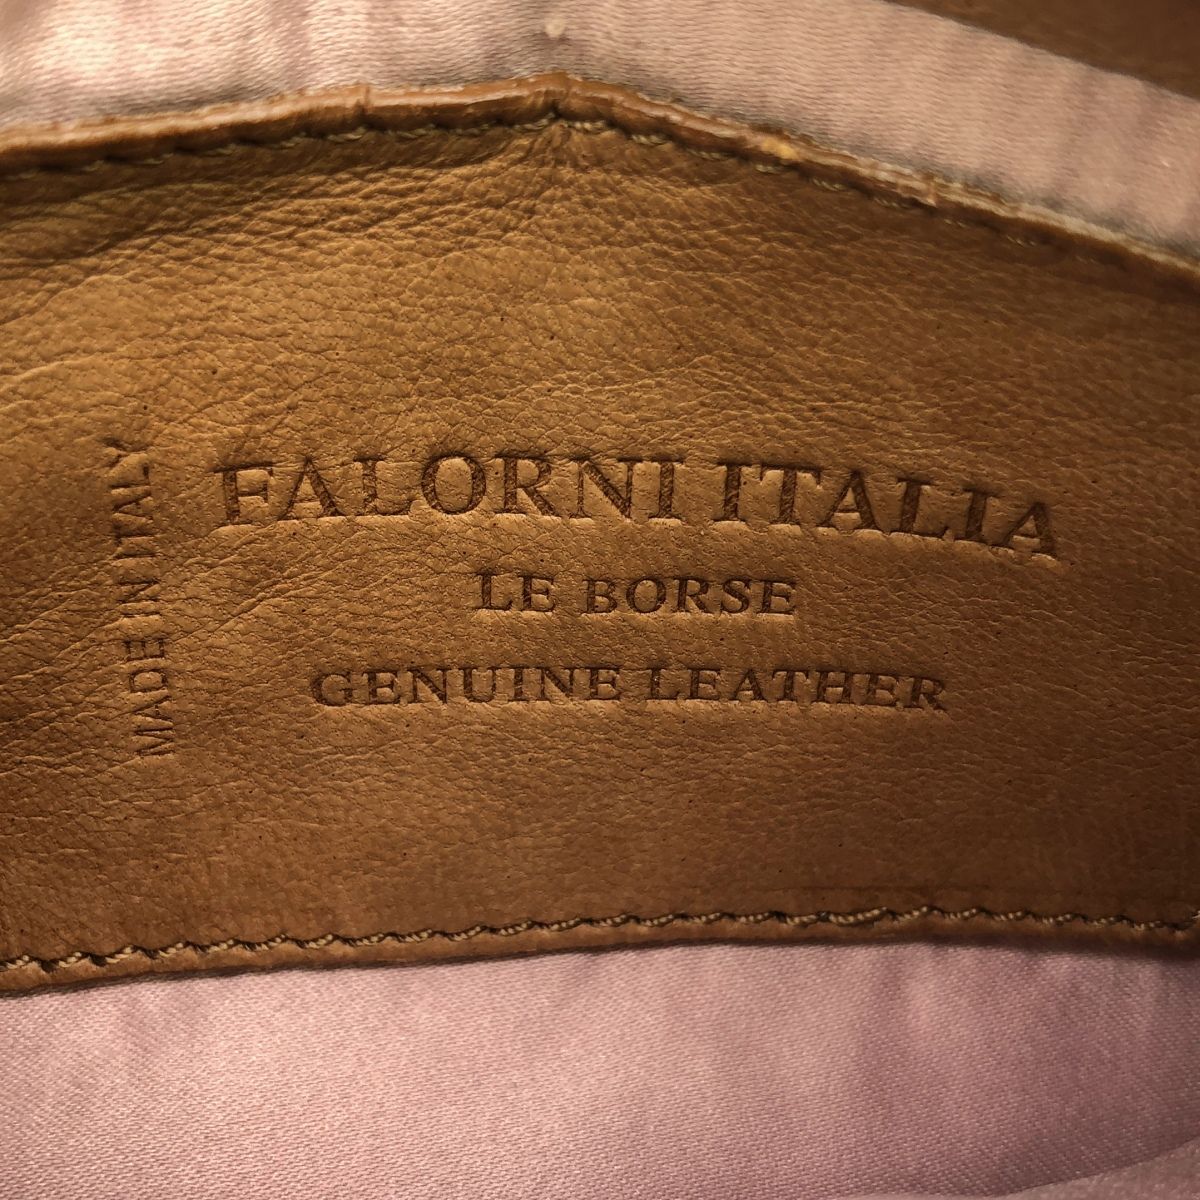 FALORNI ITALIA
LE BORSE
GENUINE LEATHER
MADE IN ITALY